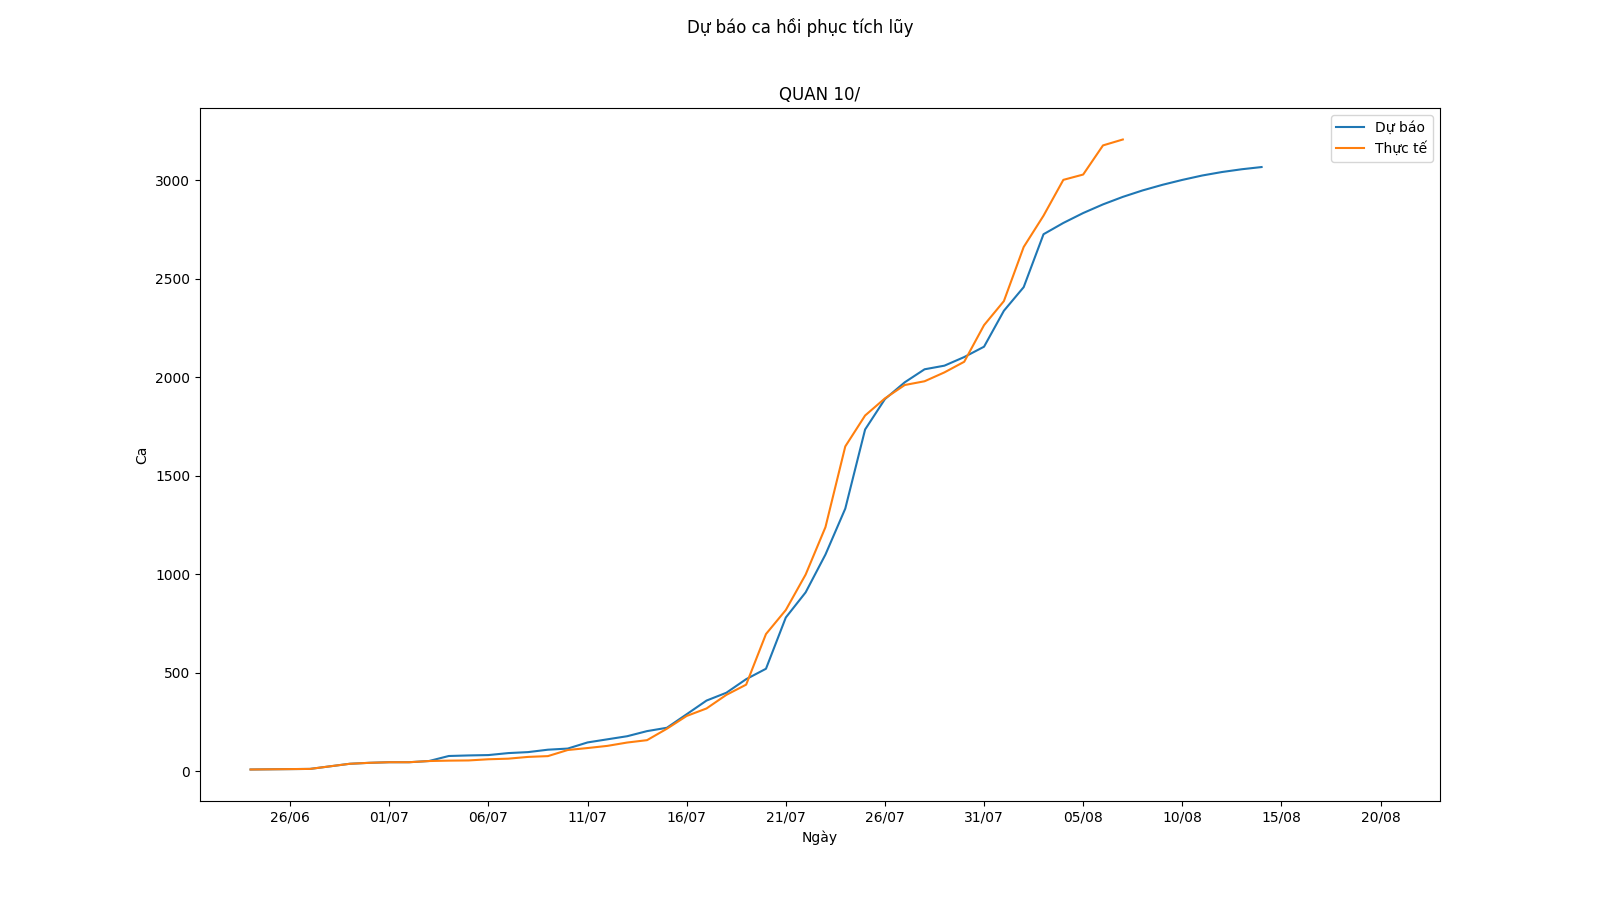 Dự báo ca hồi phục tích lũy
QUAN 10/
Dự báo
Thực tế
3000
2500
2000
1500
1000
500
0
Ca
26/06 01/07 06/07 11/07 16/07 21/07 26/07 31/07 05/08 10/08 15/08 20/08
Ngày